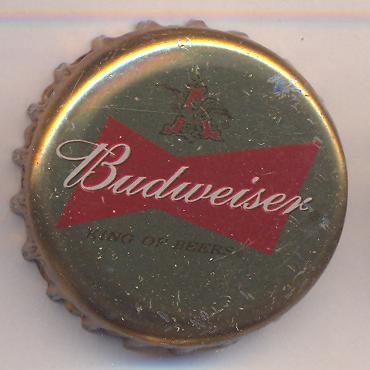 Budweiser
KING OF BEERS